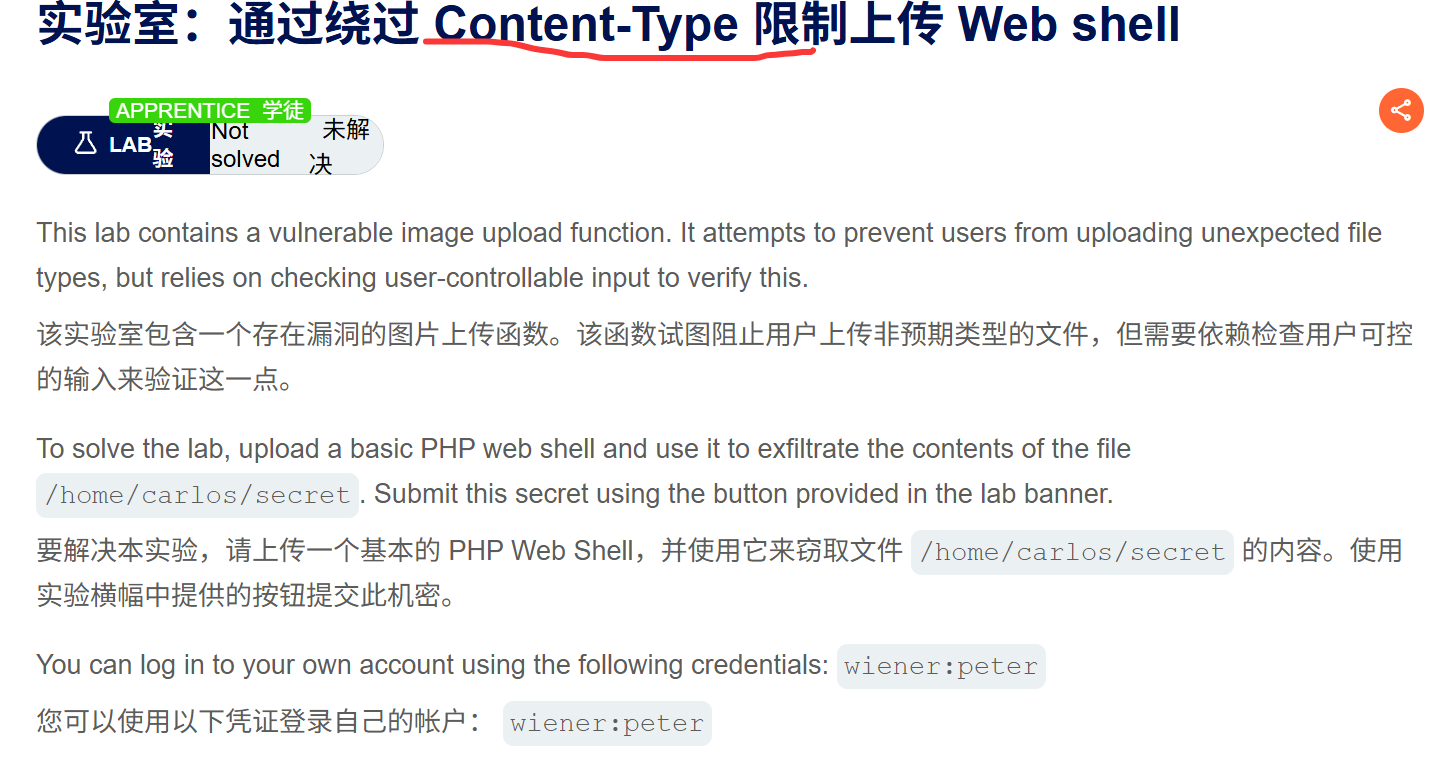 实验室：通过绕过 Content-Type 限制上传 Web shell
APPRENTICE 学徒
LAB实验
Not solved 未解决
This lab contains a vulnerable image upload function. It attempts to prevent users from uploading unexpected file
types, but relies on checking user-controllable input to verify this.
该实验室包含一个存在漏洞的图片上传函数。该函数试图阻止用户上传非预期类型的文件，但需要依赖检查用户可控
的输入来验证这一点。
To solve the lab, upload a basic PHP web shell and use it to exfiltrate the contents of the file
/home/carlos/secret. Submit this secret using the button provided in the lab banner.
要解决本实验，请上传一个基本的 PHP Web Shell，并使用它来窃取文件 /home/carlos/secret 的内容。使用
实验横幅中提供的按钮提交此机密。
You can log in to your own account using the following credentials: wiener:peter
您可以使用以下凭证登录自己的帐户： wiener:peter